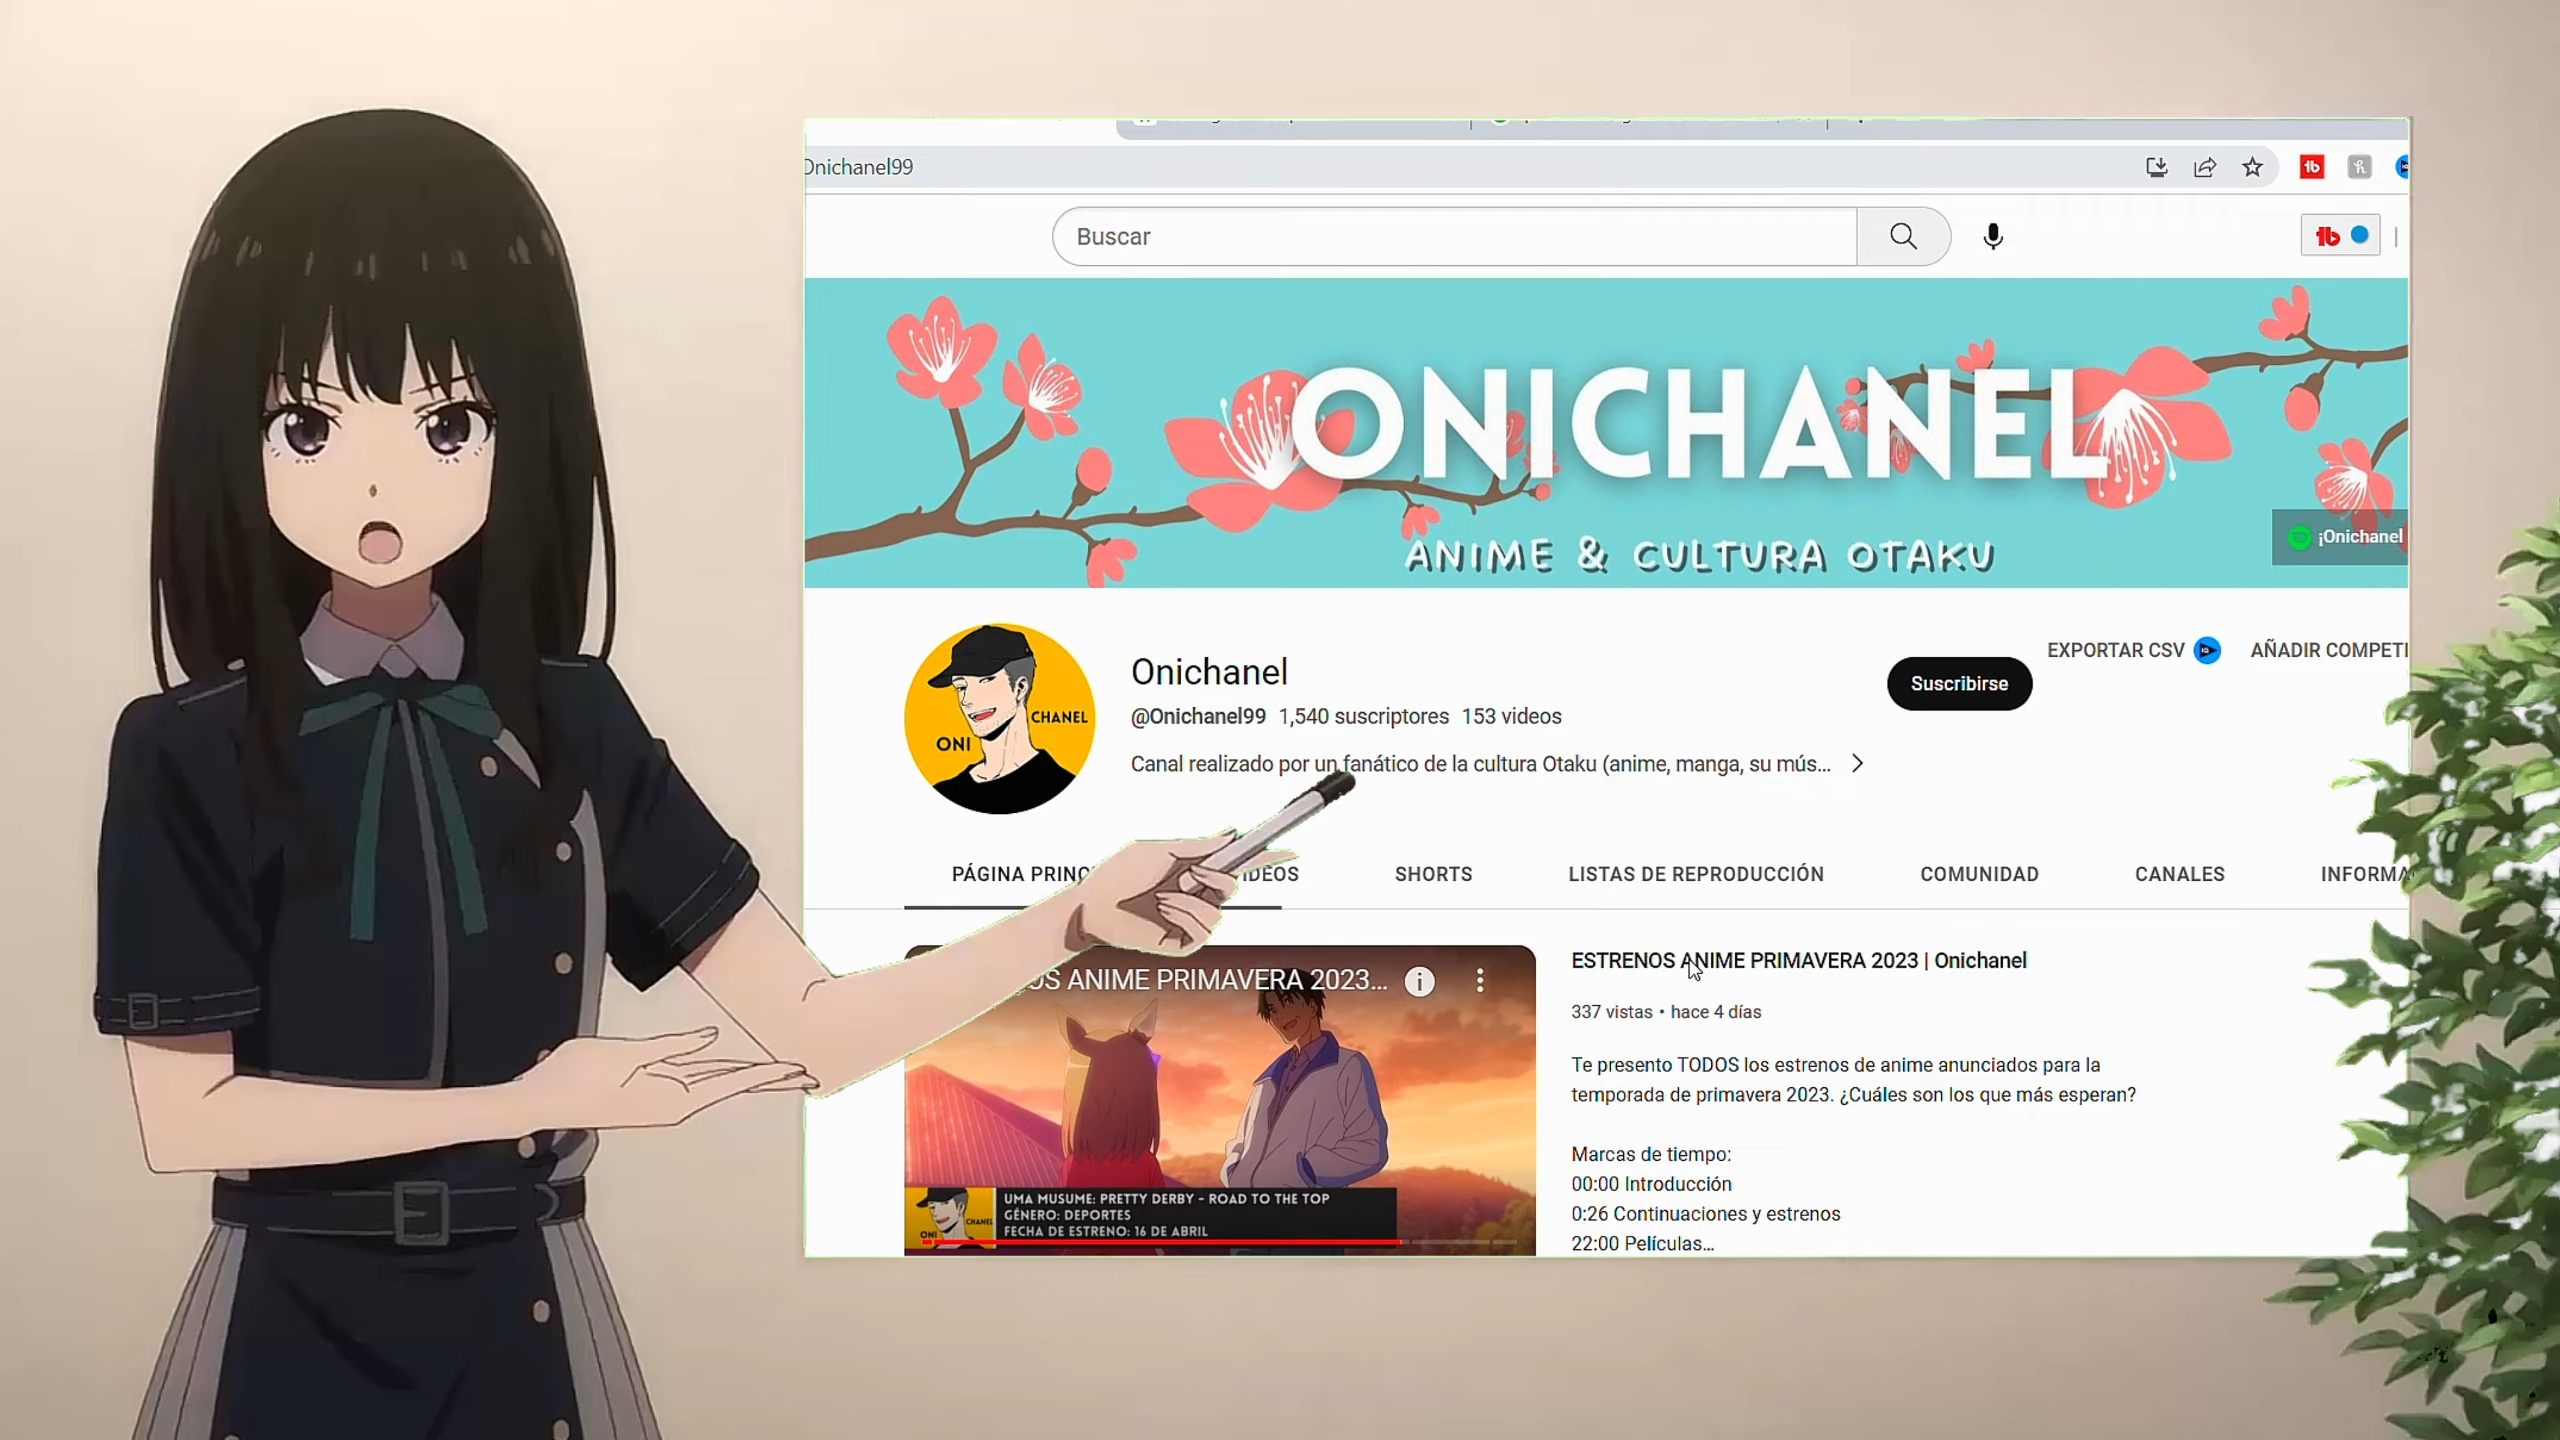 Onichanel99
Buscar
ONICHANEL
ANIME & CULTURA OTAKU
¡Onichanel
ONI
CHANEL
Onichanel
@Onichanel99 1,540 suscriptores 153 videos
Canal realizado por un fanático de la cultura Otaku (anime, manga, su mús...
Suscribirse
EXPORTAR CSV
AÑADIR COMPETI
PÁGINA PRINC IDEOS SHORTS LISTAS DE REPRODUCCIÓN COMUNIDAD CANALES INFORMA
OS ANIME PRIMAVERA 2023...
UMA MUSUME: PRETTY DERBY - ROAD TO THE TOP
GÉNERO: DEPORTES
FECHA DE ESTRENO: 16 DE ABRIL
ONI CHANEL
ESTRENOS ANIME PRIMAVERA 2023 | Onichanel
337 vistas • hace 4 días
Te presento TODOS los estrenos de anime anunciados para la
temporada de primavera 2023. ¿Cuáles son los que más esperan?
Marcas de tiempo:
00:00 Introducción
0:26 Continuaciones y estrenos
22:00 Películas...